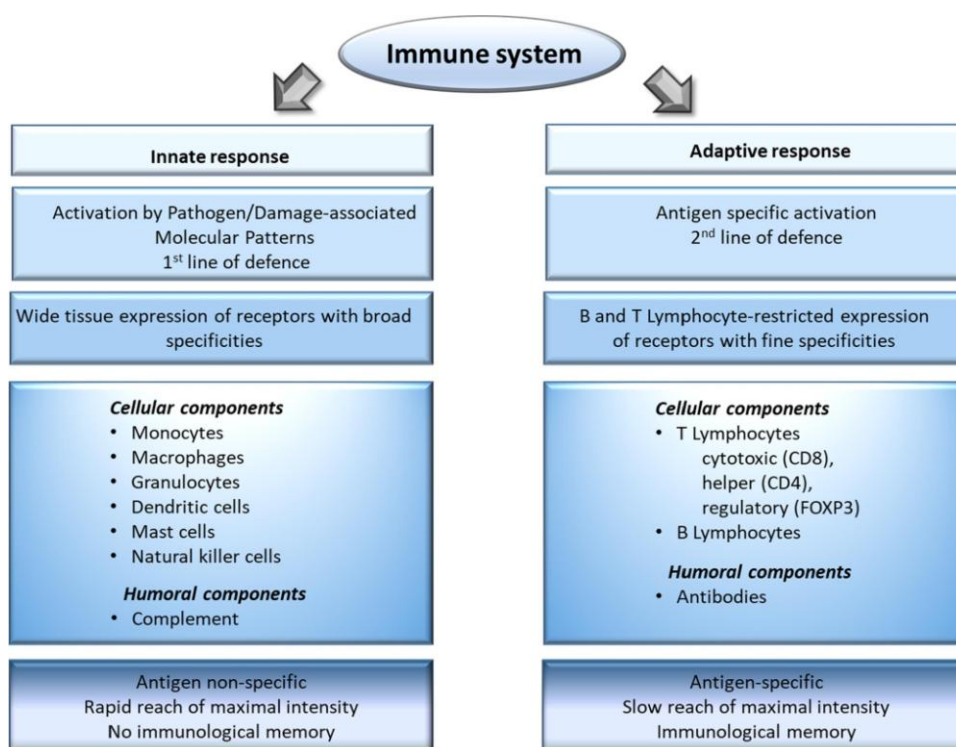 Immune system
Innate response
Activation by Pathogen/Damage-associated
Molecular Patterns
1st line of defence
Wide tissue expression of receptors with broad
specificities
Cellular components
• Monocytes
• Macrophages
• Granulocytes
• Dendritic cells
• Mast cells
• Natural killer cells
Humoral components
• Complement
Antigen non-specific
Rapid reach of maximal intensity
No immunological memory
Adaptive response
Antigen specific activation
2nd line of defence
B and T Lymphocyte-restricted expression
of receptors with fine specificities
Cellular components
• T Lymphocytes
cytotoxic (CD8),
helper (CD4),
regulatory (FOXP3)
• B Lymphocytes
Humoral components
• Antibodies
Antigen-specific
Slow reach of maximal intensity
Immunological memory